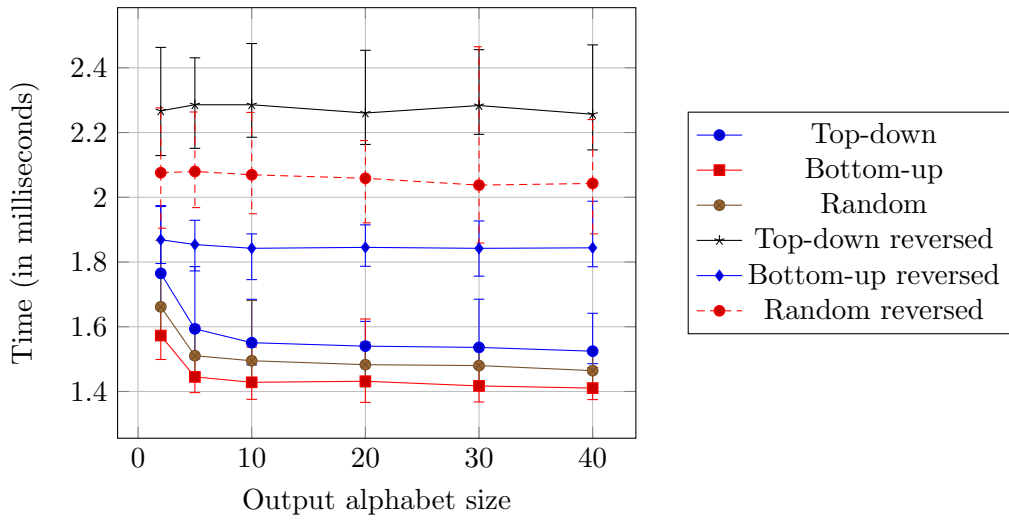 2.4
2.2
2
1.8
1.6
1.4
Time (in milliseconds)
0 10 20 30 40
Output alphabet size
Top-down
Bottom-up
Random
Top-down reversed
Bottom-up reversed
Random reversed